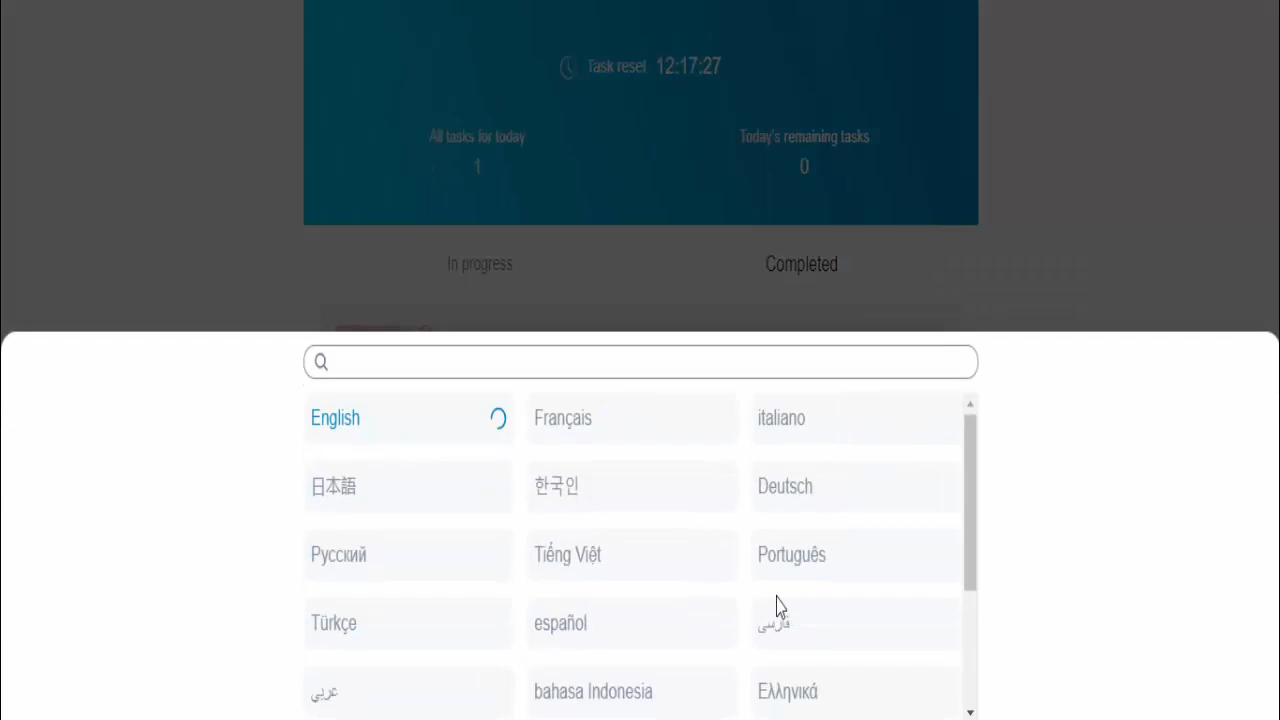 Task reset 12:17:27
All tasks for today
Today's remaining tasks
1
0
In progress
Completed
English
Français
italiano
日本語
한국인
Deutsch
Русский
Tiếng Việt
Português
Türkçe
español
فارسی
عربي
bahasa Indonesia
Ελληνικά